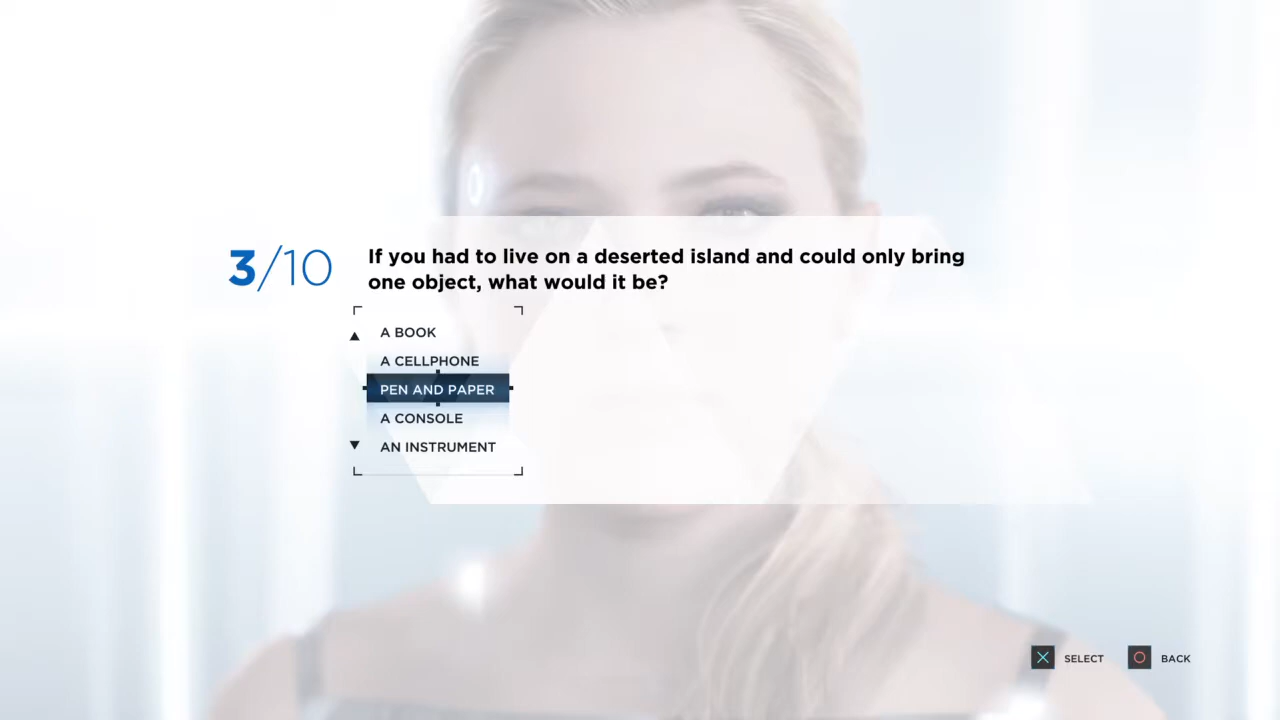 3/10
If you had to live on a deserted island and could only bring
one object, what would it be?
A BOOK
A CELLPHONE
PEN AND PAPER
A CONSOLE
AN INSTRUMENT
SELECT
BACK